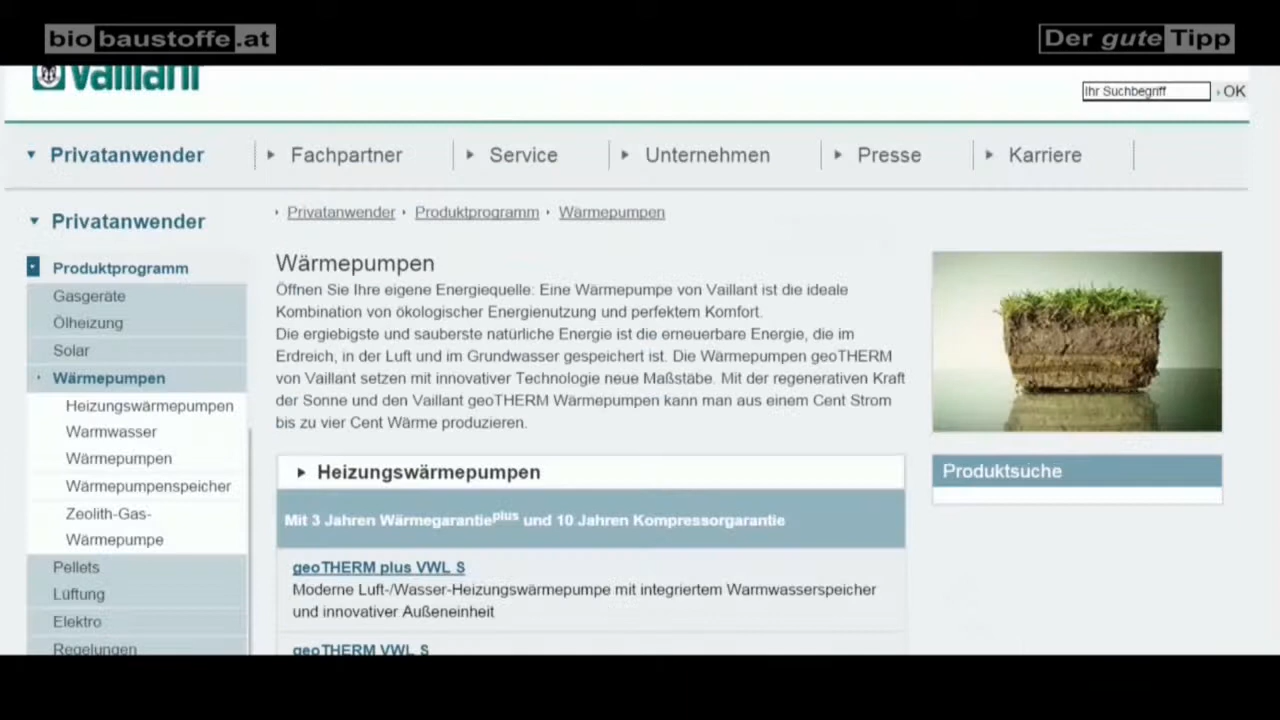 biobaustoffe.at
Der gute Tipp
Vaillant
Ihr Suchbegriff
OK
Privatanwender
Fachpartner
Service
Unternehmen
Presse
Karriere
Privatanwender
Privatanwender
Produktprogramm
Wärmepumpen
Produktprogramm
Gasgeräte
Ölheizung
Solar
Wärmepumpen
Heizungswärmepumpen
Warmwasser
Wärmepumpen
Wärmepumpenspeicher
Zeolith-Gas-
Wärmepumpe
Pellets
Lüftung
Elektro
Regelungen
Wärmepumpen
Öffnen Sie Ihre eigene Energiequelle: Eine Wärmepumpe von Vaillant ist die ideale
Kombination von ökologischer Energienutzung und perfektem Komfort.
Die ergiebigste und sauberste natürliche Energie ist die erneuerbare Energie, die im
Erdreich, in der Luft und im Grundwasser gespeichert ist. Die Wärmepumpen geoTHERM
von Vaillant setzen mit innovativer Technologie neue Maßstäbe. Mit der regenerativen Kraft
der Sonne und den Vaillant geoTHERM Wärmepumpen kann man aus einem Cent Strom
bis zu vier Cent Wärme produzieren.
Heizungswärmepumpen
Mit 3 Jahren Wärmegarantieplus und 10 Jahren Kompressorgarantie
geoTHERM plus VWL S
Moderne Luft-/Wasser-Heizungswärmepumpe mit integriertem Warmwasserspeicher
und innovativer Außeneinheit
geoTHERM VWL S
Produktsuche